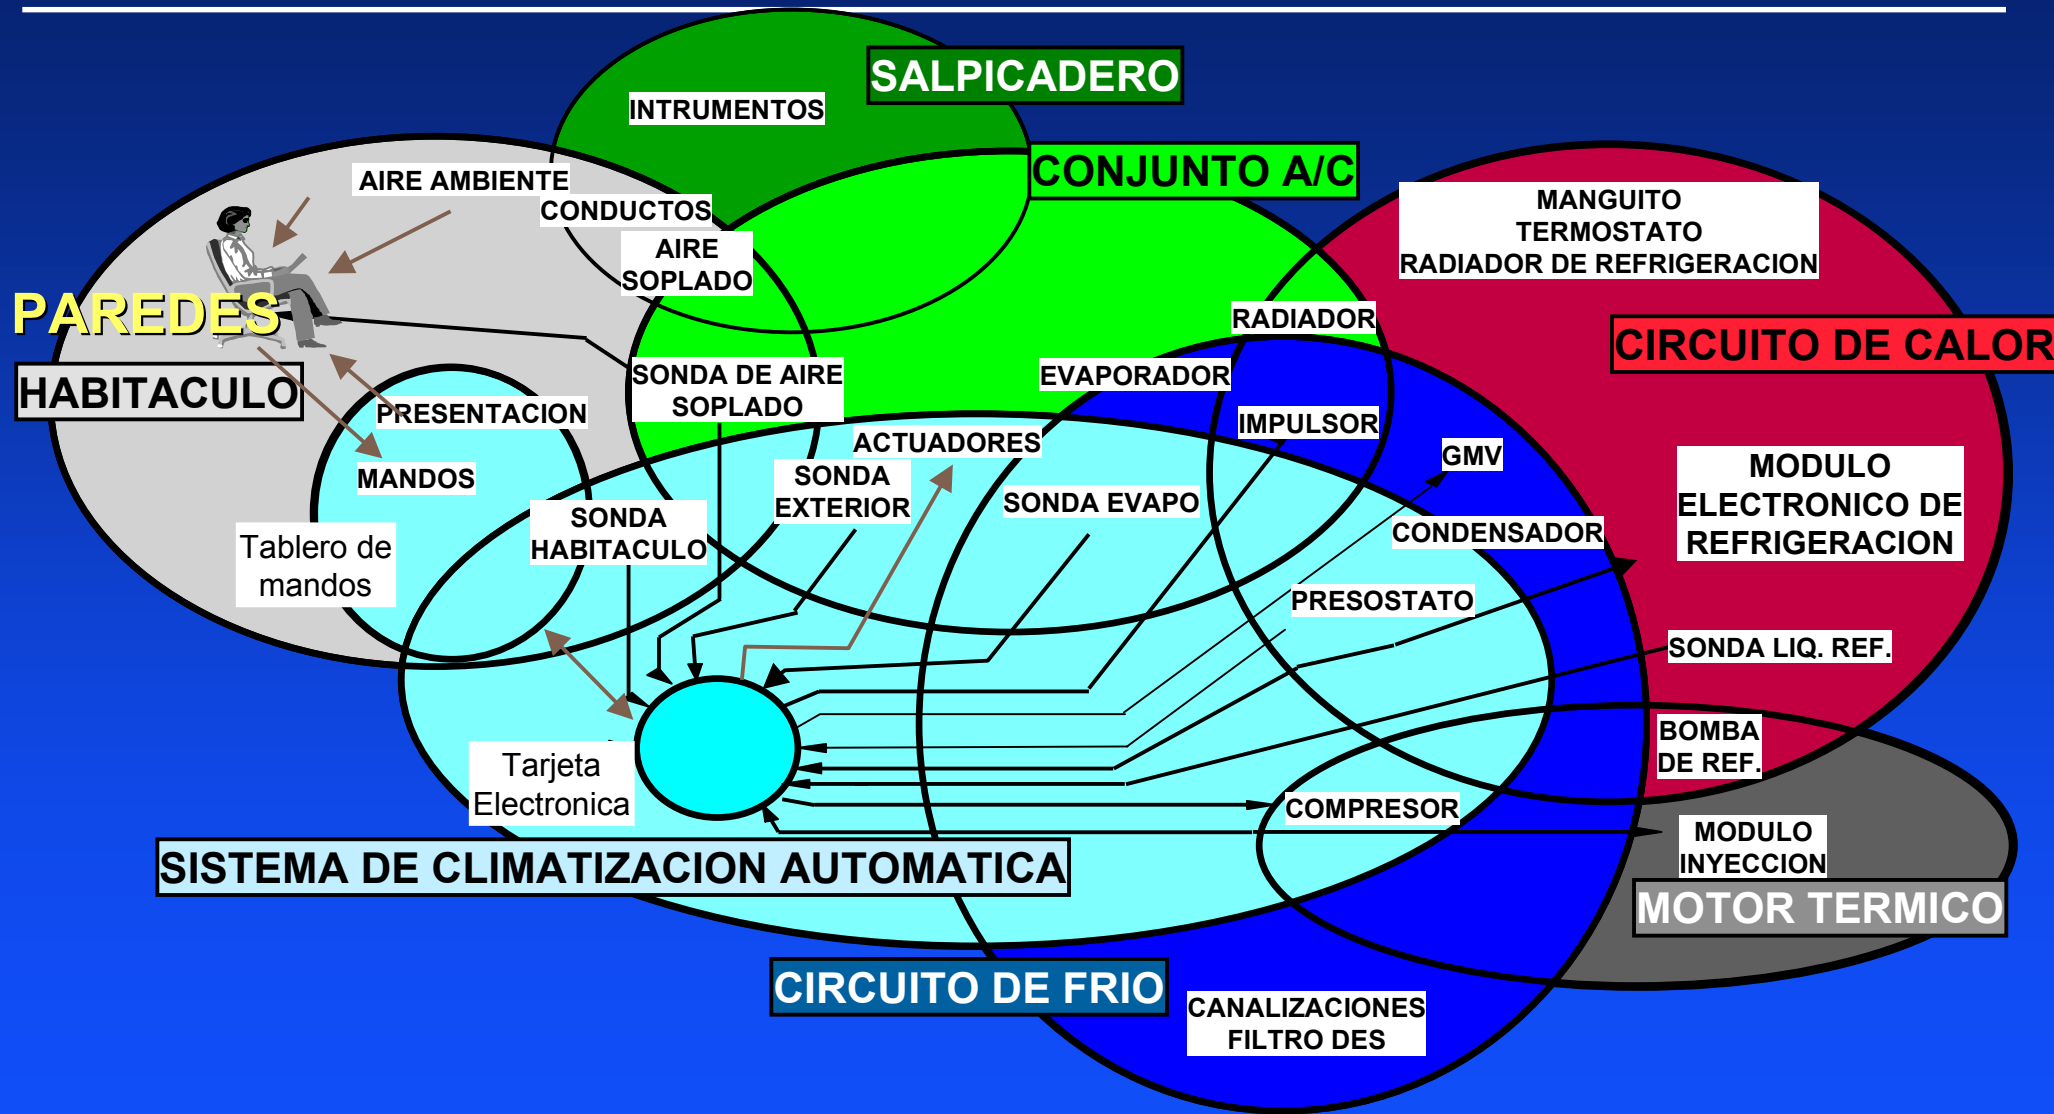 SALPICADERO
INTRUMENTOS
CONJUNTO A/C
AIRE AMBIENTE
CONDUCTOS
AIRE
SOPLADO
MANGUITO
TERMOSTATO
RADIADOR DE REFRIGERACION
PAREDES
HABITACULO
RADIADOR
CIRCUITO DE CALOR
SONDA DE AIRE
SOPLADO
EVAPORADOR
PRESENTACION
IMPULSOR
ACTUADORES
GMV
MANDOS
SONDA
EXTERIOR
SONDA EVAPO
MODULO
ELECTRONICO DE
REFRIGERACION
SONDA
HABITACULO
CONDENSADOR
Tablero de
mandos
PRESOSTATO
SONDA LIQ. REF.
BOMBA
DE REF.
Tarjeta
Electronica
COMPRESOR
MODULO
INYECCION
SISTEMA DE CLIMATIZACION AUTOMATICA
MOTOR TERMICO
CIRCUITO DE FRIO
CANALIZACIONES
FILTRO DES